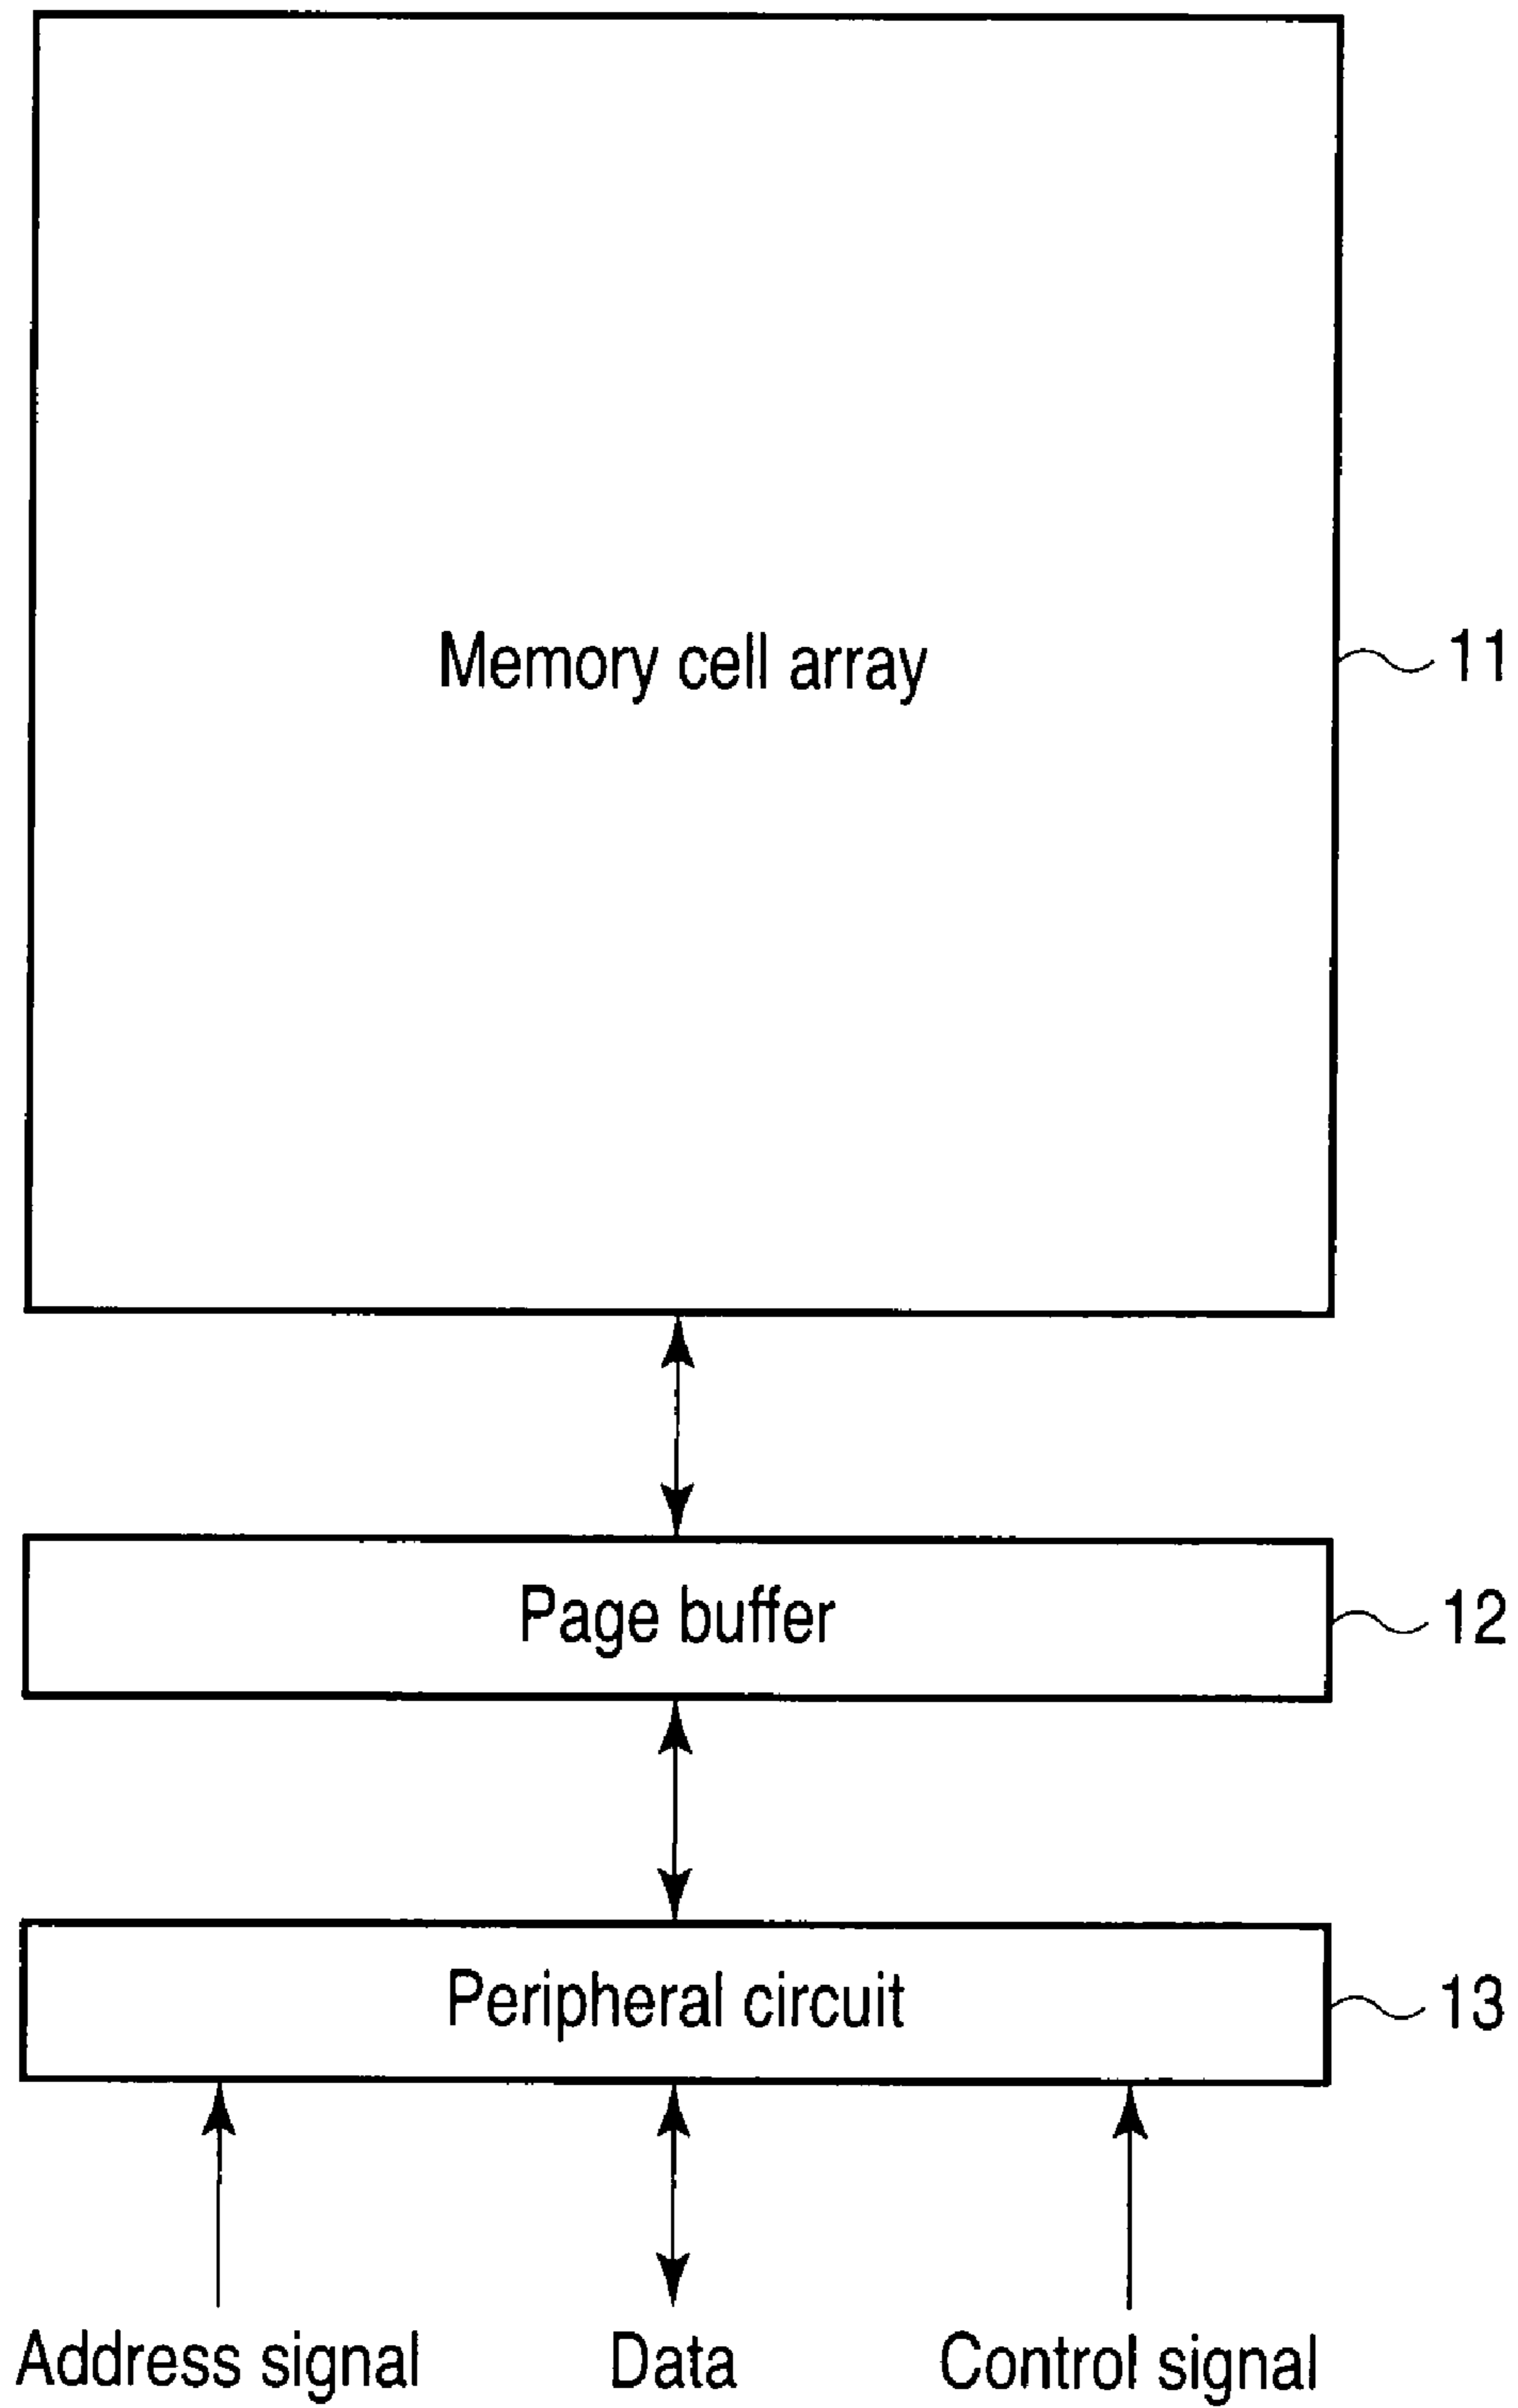 Memory cell array
11
Page buffer
12
Peripheral circuit
13
Address signal
Data
Control signal